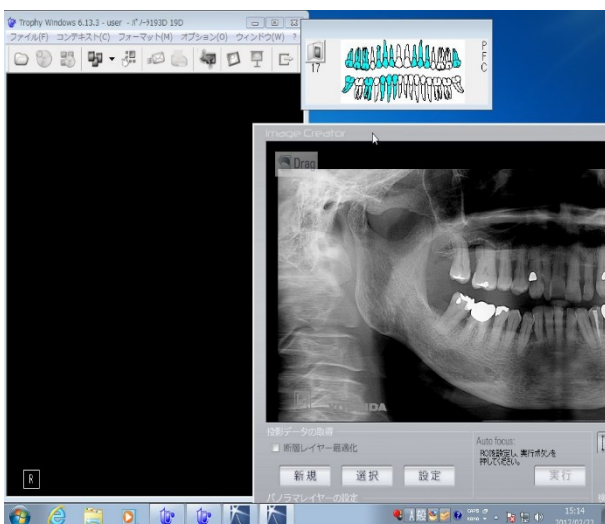 Trophy Windows 6.13.3 - user - ﾊﾟﾉｰﾗ193D 19D
ファイル(F) コンテキスト(C) フォーマット(M) オプション(O) ウィンドウ(W) ?
17
P
F
C
Image Creator
Drag
R
投影データの取得
断層レイヤー最適化
新規 選択 設定
Auto focus:
ROIを設定し、実行ボタンを
押してください。
実行
パノラマレイヤーの設定
15:14